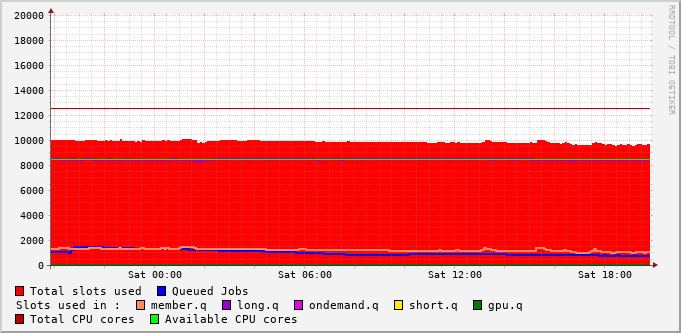 RRDTOOL / TOBI OETIKER
20000
18000
16000
14000
12000
10000
8000
6000
4000
2000
0
Sat 00:00 Sat 06:00 Sat 12:00 Sat 18:00
Total slots used Queued Jobs
Slots used in : member.q long.q ondemand.q short.q gpu.q
Total CPU cores Available CPU cores